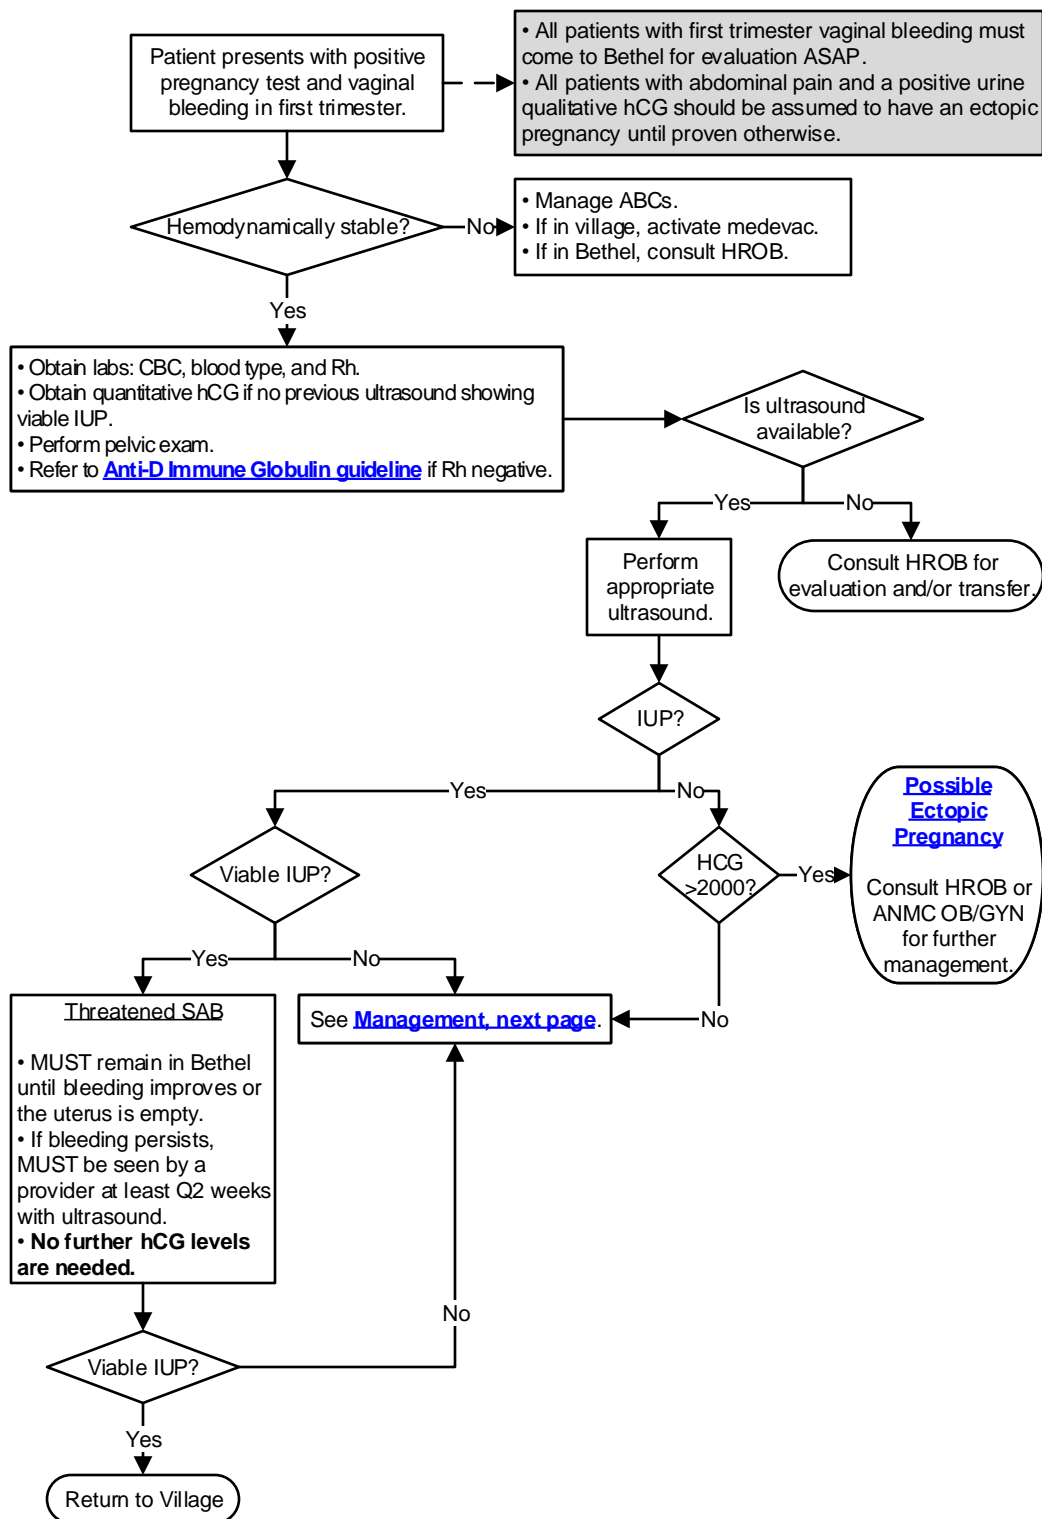 Patient presents with positive
pregnancy test and vaginal
bleeding in first trimester.
• All patients with first trimester vaginal bleeding must
come to Bethel for evaluation ASAP.
• All patients with abdominal pain and a positive urine
qualitative hCG should be assumed to have an ectopic
pregnancy until proven otherwise.
Hemodynamically stable?
No
• Manage ABCs.
• If in village, activate medevac.
• If in Bethel, consult HROB.
Yes
• Obtain labs: CBC, blood type, and Rh.
• Obtain quantitative hCG if no previous ultrasound showing
viable IUP.
• Perform pelvic exam.
• Refer to Anti-D Immune Globulin guideline if Rh negative.
Is ultrasound
available?
Yes
No
Perform
appropriate
ultrasound.
Consult HROB for
evaluation and/or transfer.
IUP?
Yes
No
Viable IUP?
HCG
>2000?
Yes
Possible
Ectopic
Pregnancy
Consult HROB or
ANMC OB/GYN
for further
management.
Yes
No
No
Threatened SAB
• MUST remain in Bethel
until bleeding improves or
the uterus is empty.
• If bleeding persists,
MUST be seen by a
provider at least Q2 weeks
with ultrasound.
• No further hCG levels
are needed.
See Management, next page.
No
Viable IUP?
Yes
Return to Village